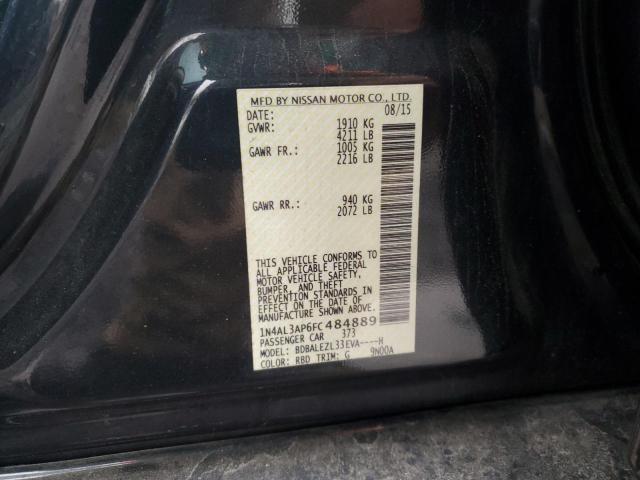 MFD BY NISSAN MOTOR CO., LTD.
DATE: 08/15
GVWR: 1910 KG
4211 LB
GAWR FR.: 1005 KG
2216 LB
GAWR RR.: 940 KG
2072 LB
THIS VEHICLE CONFORMS TO
ALL APPLICABLE FEDERAL
MOTOR VEHICLE SAFETY,
BUMPER, AND THEFT
PREVENTION STANDARDS IN
EFFECT ON THE DATE OF
MANUFACTURE SHOWN ABOVE.
1N4AL3AP6FC484889
PASSENGER CAR 373
MODEL: BDBALEZL33EVA----H
COLOR: RBD TRIM: G 9N00A